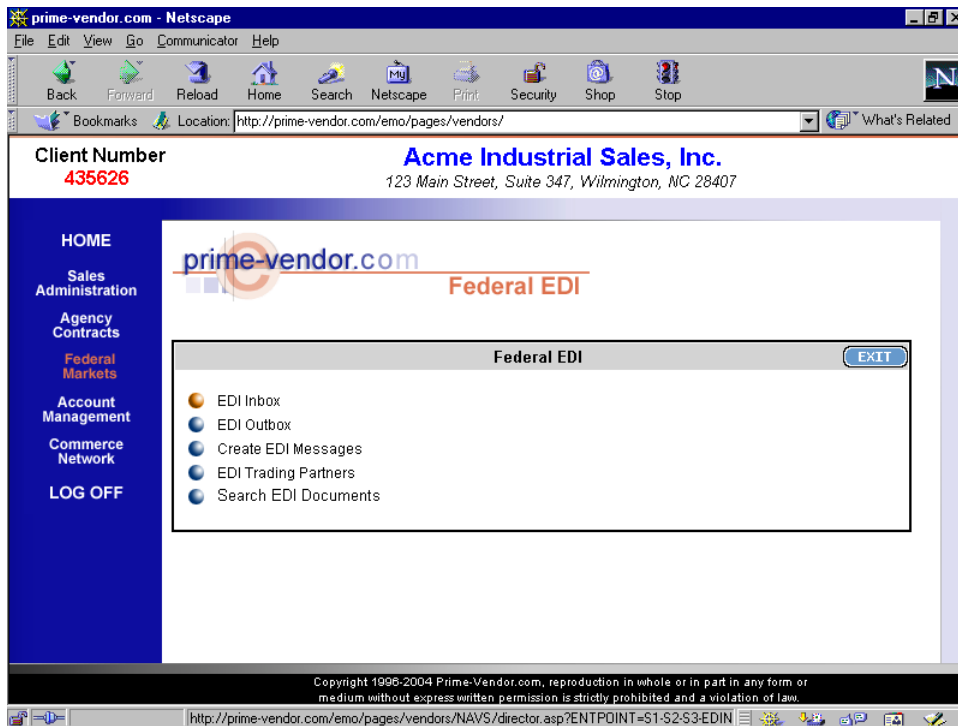 prime-vendor.com - Netscape
File Edit View Go Communicator Help
My
N
Back Forward Reload Home Search Netscape Print Security Shop Stop
Bookmarks Location: http://prime-vendor.com/emo/pages/vendors/ What's Related
Client Number
435626
Acme Industrial Sales, Inc.
123 Main Street, Suite 347, Wilmington, NC 28407
HOME
Sales
Administration
Agency
Contracts
Federal
Markets
Account
Management
Commerce
Network
LOG OFF
prime-vendor.com
Federal EDI
Federal EDI EXIT
EDI Inbox
EDI Outbox
Create EDI Messages
EDI Trading Partners
Search EDI Documents
Copyright 1996-2004 Prime-Vendor.com, reproduction in whole or in part in any form or
medium without express written permission is strictly prohibited and a violation of law.
http://prime-vendor.com/emo/pages/vendors/NAVS/director.asp?ENTPOINT=S1-S2-S3-EDIN